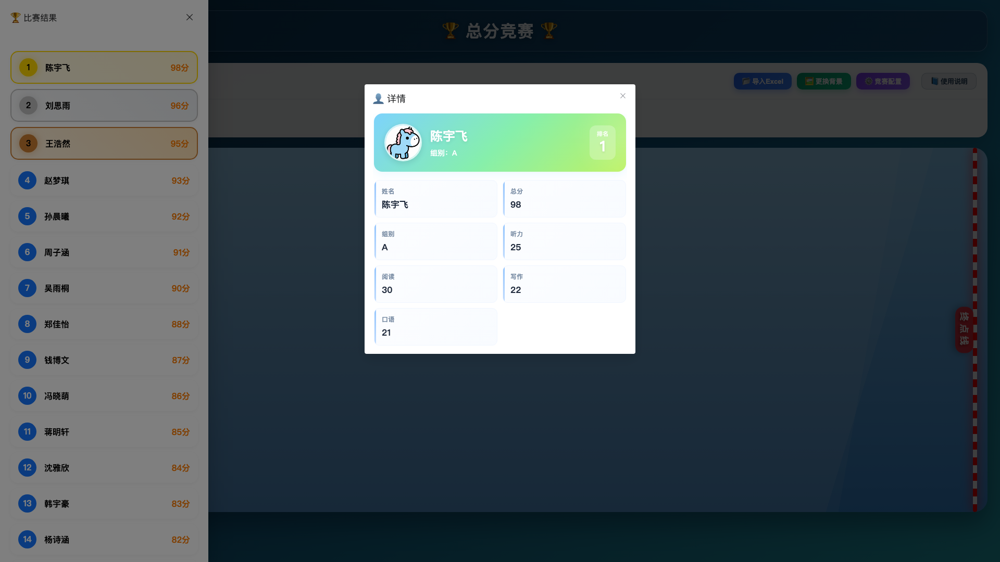 🏆 比赛结果
1 陈宇飞 98分
2 刘思雨 96分
3 王浩然 95分
4 赵梦琪 93分
5 孙晨曦 92分
6 周子涵 91分
7 吴雨桐 90分
8 郑佳怡 88分
9 钱博文 87分
10 冯晓萌 86分
11 蒋明轩 85分
12 沈雅欣 84分
13 韩宇豪 83分
14 杨诗涵 82分
🏆 总分竞赛 🏆
导入Excel
更换背景
竞赛配置
使用说明
👤 详情
陈宇飞
组别：A
排名
1
姓名
陈宇飞
总分
98
组别
A
听力
25
阅读
30
写作
22
口语
21
终点线